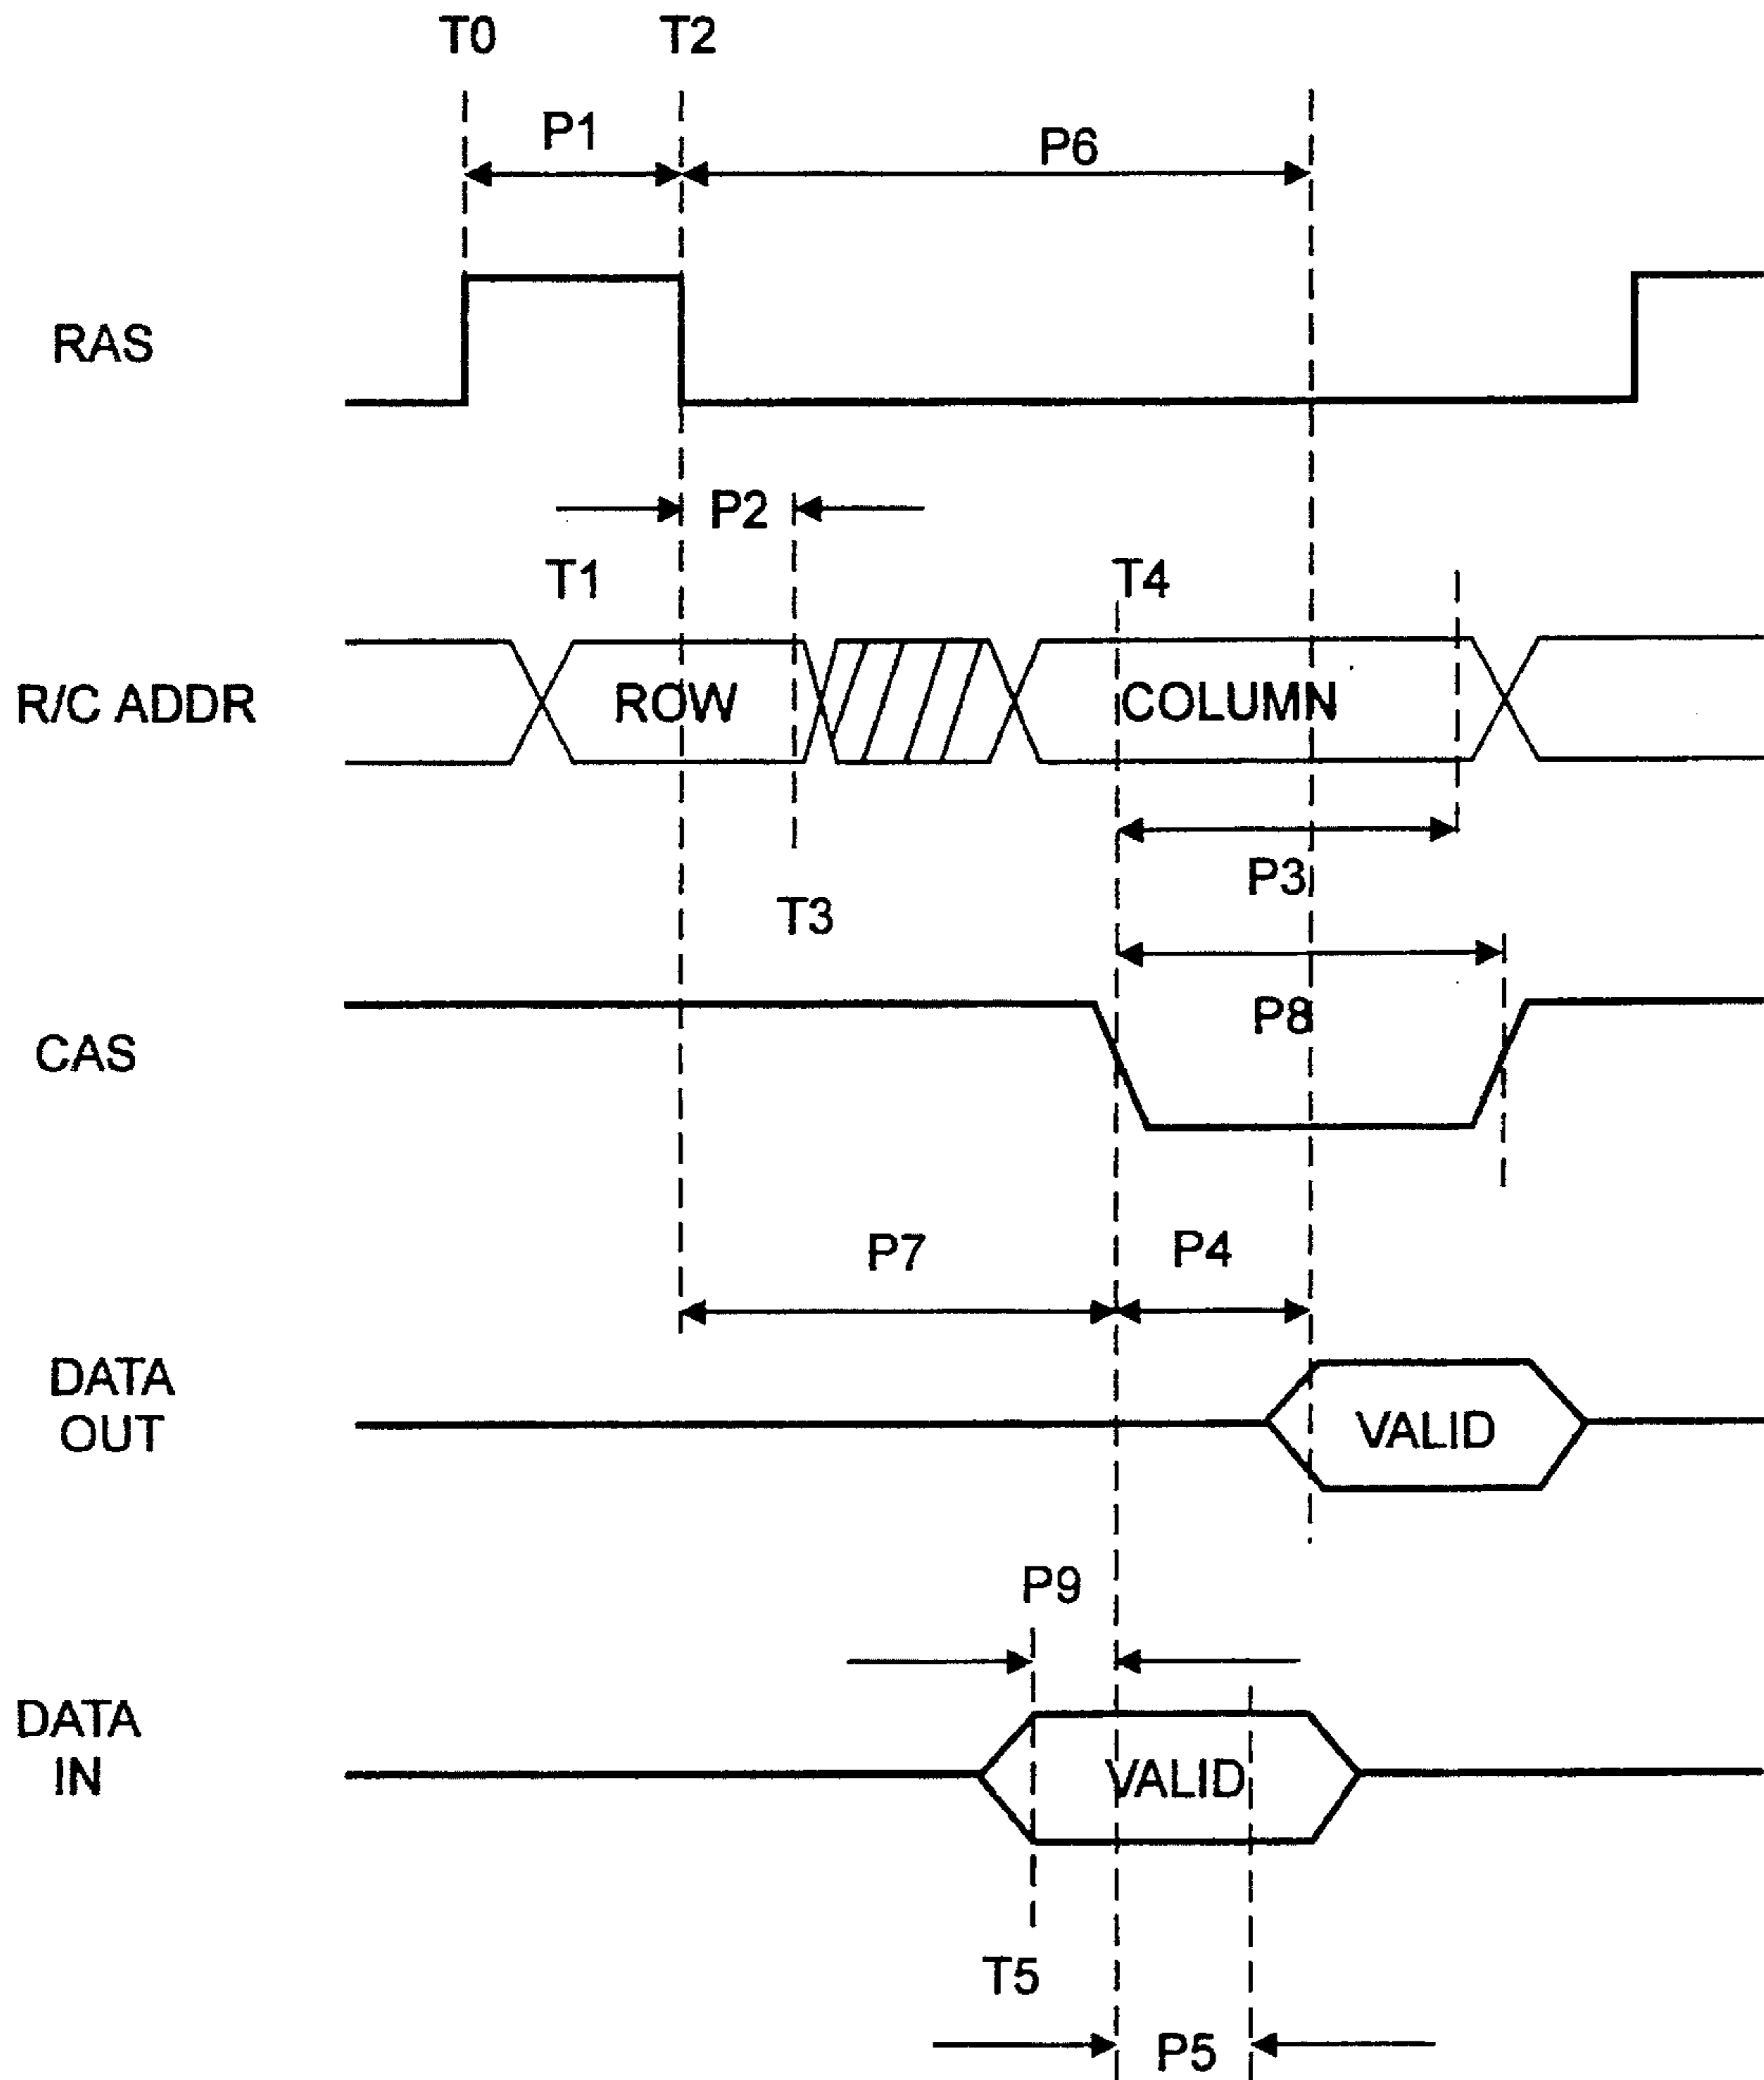 T0 T2
P1 P6
RAS
P2
T1 T4
R/C ADDR ROW COLUMN
P3
T3
P8
CAS
P7 P4
DATA
OUT
VALID
P9
DATA
IN
VALID
T5
P5